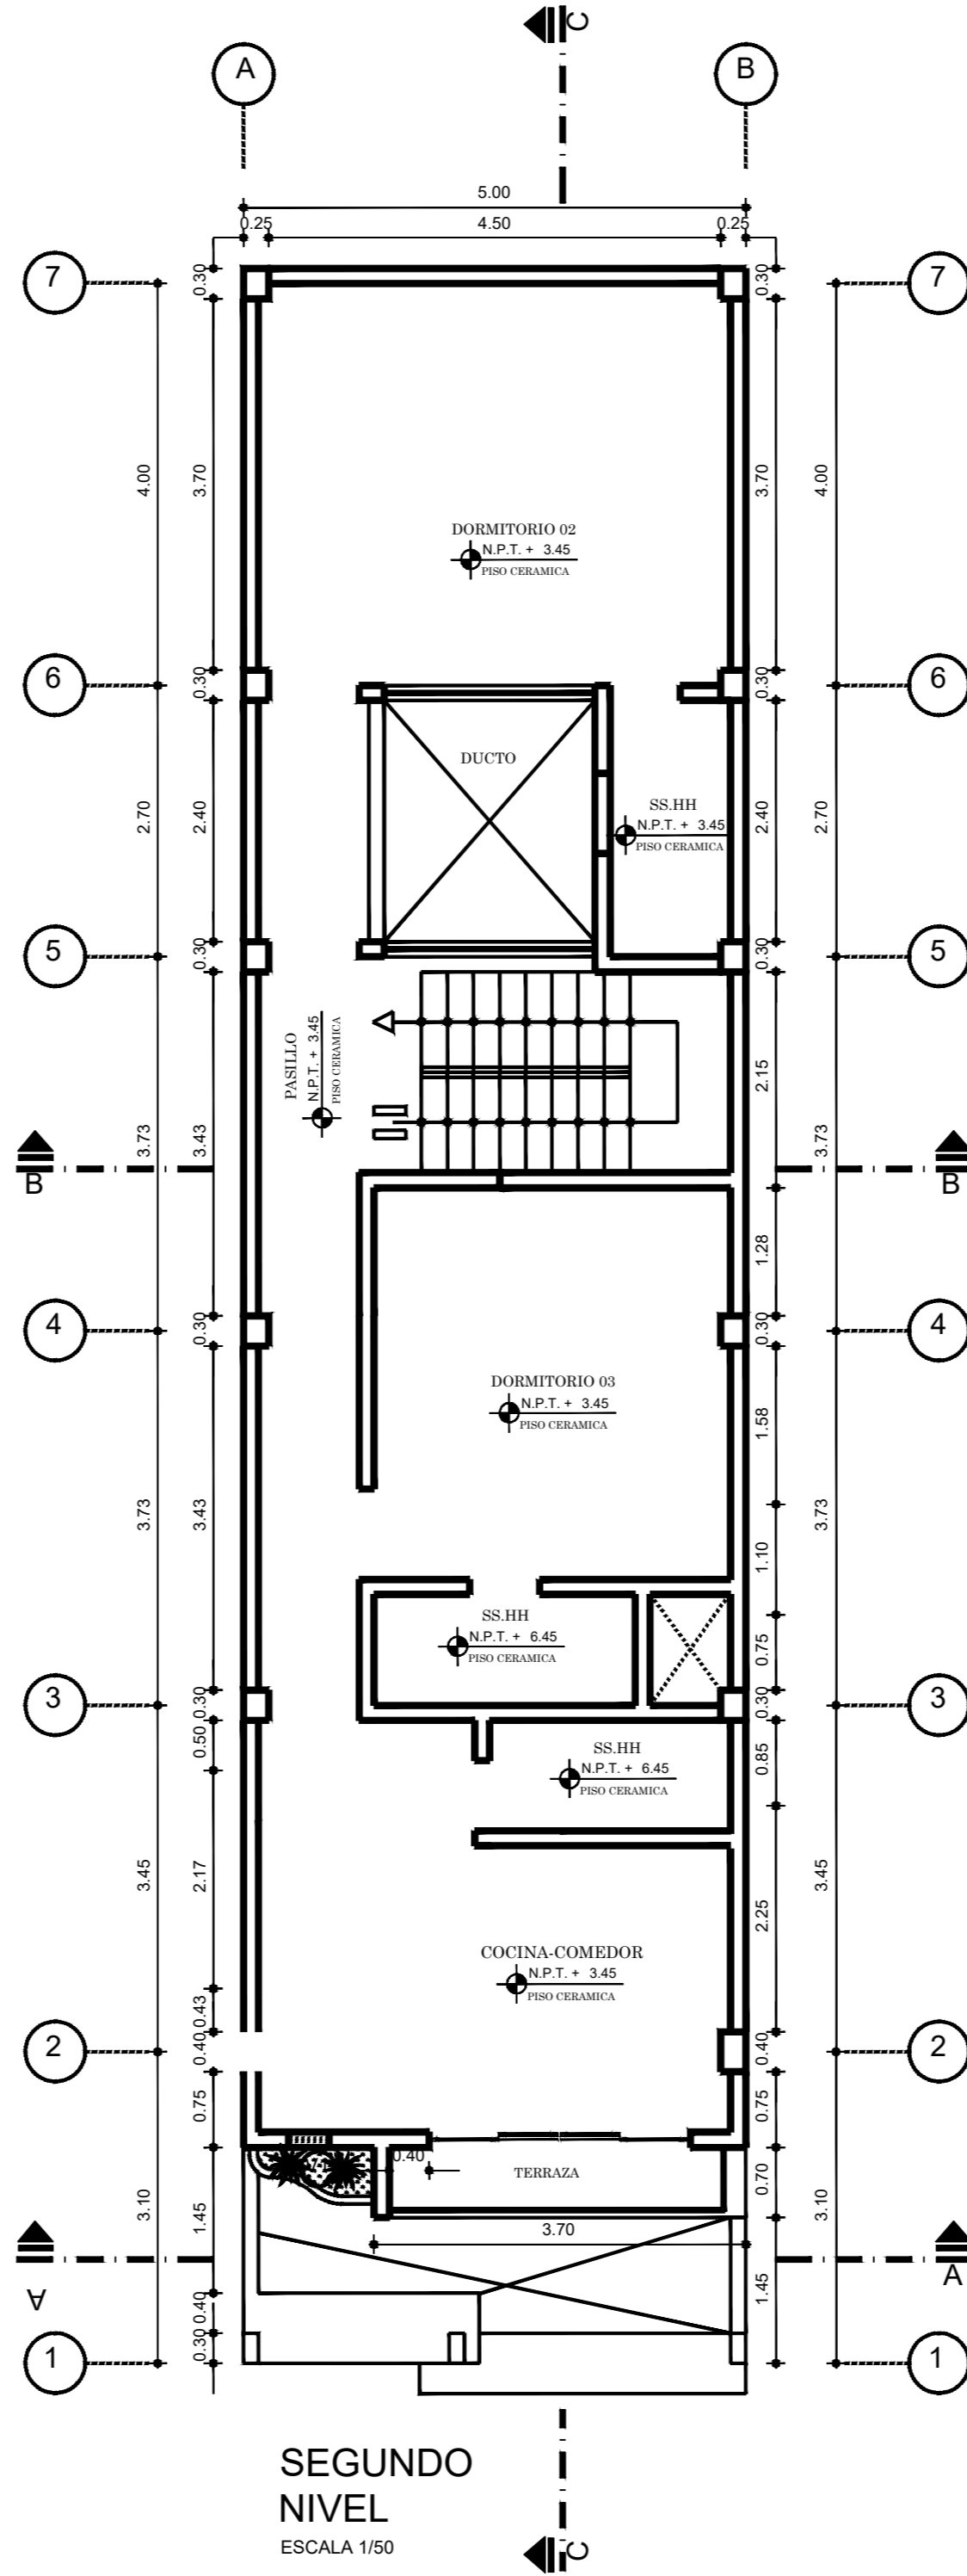 C
A
B
5.00
0.25
4.50
0.25
7
0.30
0.30
7
4.00
3.70
3.70
4.00
DORMITORIO 02
N.P.T. + 3.45
PISO CERAMICA
6
0.30
0.30
6
DUCTO
2.70
2.40
SS.HH
N.P.T. + 3.45
PISO CERAMICA
2.40
2.70
5
0.30
0.30
5
PASILLO
N.P.T. + 3.45
PISO CERAMICA
2.15
3.73
3.43
3.73
B
B
1.28
4
0.30
0.30
4
DORMITORIO 03
N.P.T. + 3.45
PISO CERAMICA
1.58
3.73
3.43
3.73
1.10
SS.HH
N.P.T. + 6.45
PISO CERAMICA
0.75
3
0.30
0.30
3
0.50
SS.HH
N.P.T. + 6.45
PISO CERAMICA
0.85
3.45
2.17
3.45
2.25
COCINA-COMEDOR
N.P.T. + 3.45
PISO CERAMICA
0.43
2
0.40
0.40
2
0.75
0.75
0.40
TERRAZA
0.70
3.10
1.45
3.10
3.70
A
A
1.45
0.40
0.30
1
1
SEGUNDO
NIVEL
ESCALA 1/50
C